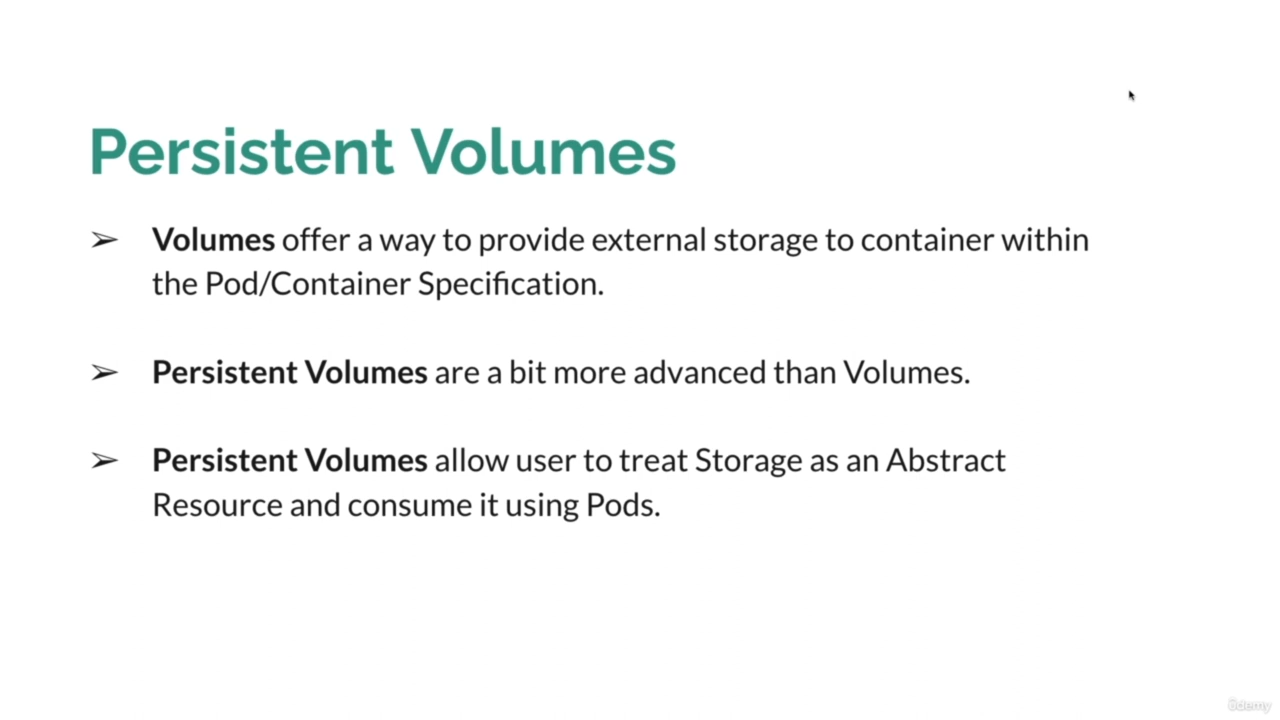 Persistent Volumes
➢ Volumes offer a way to provide external storage to container within
the Pod/Container Specification.
➢ Persistent Volumes are a bit more advanced than Volumes.
➢ Persistent Volumes allow user to treat Storage as an Abstract
Resource and consume it using Pods.
ûdemy